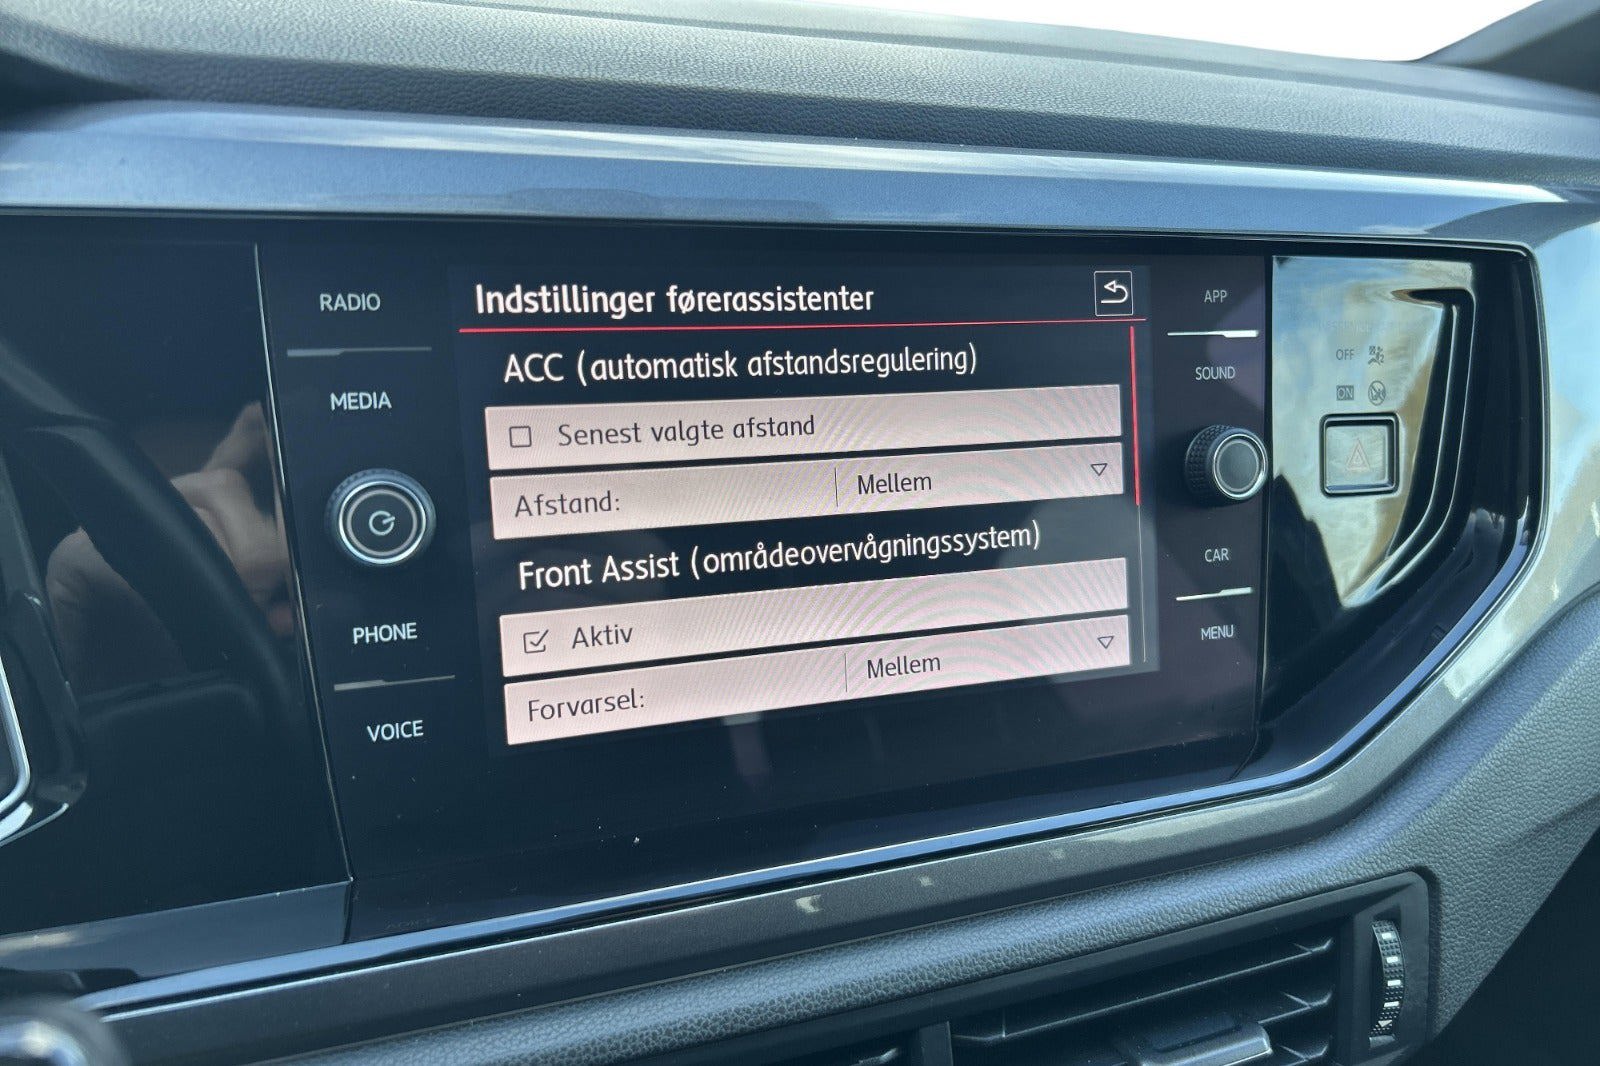 RADIO
MEDIA
PHONE
VOICE
Indstillinger førerassistenter
ACC (automatisk afstandsregulering)
Senest valgte afstand
Afstand: Mellem
Front Assist (områdeovervågningssystem)
Aktiv
Forvarsel: Mellem
APP
SOUND
CAR
MENU
OFF
ON